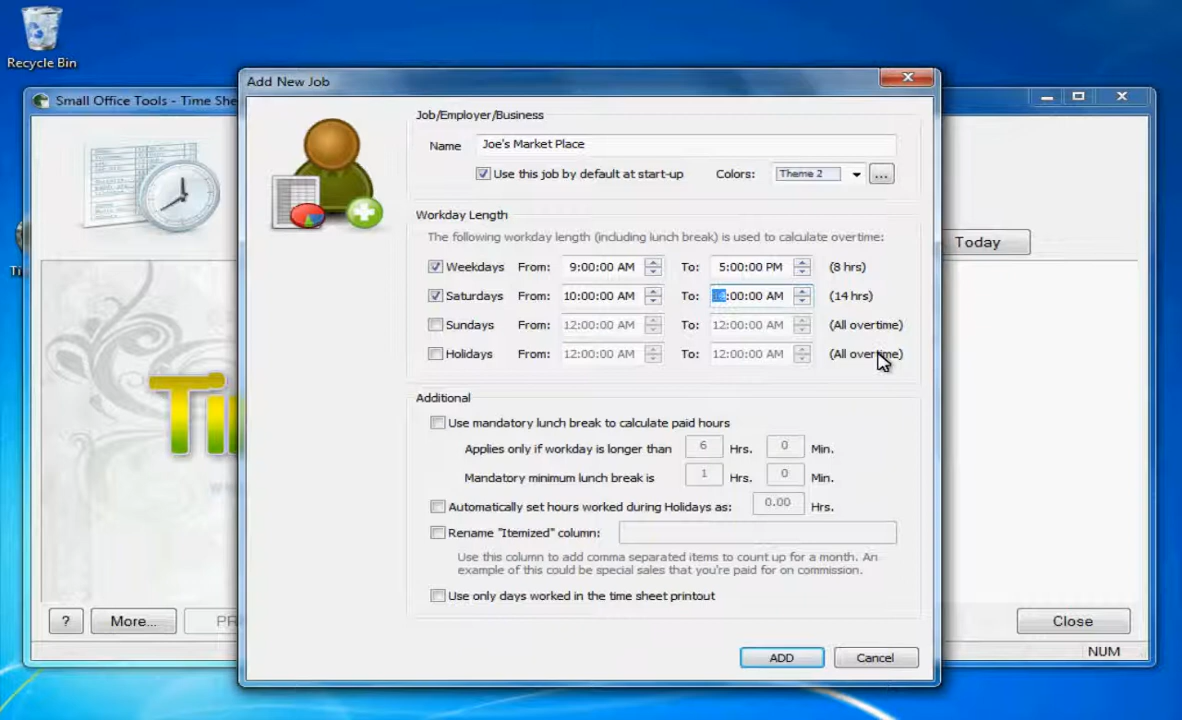 Recycle Bin
Small Office Tools - Time She
Add New Job
Job/Employer/Business
Name Joe's Market Place
Use this job by default at start-up Colors: Theme 2 ...
Workday Length
The following workday length (including lunch break) is used to calculate overtime:
Today
Weekdays From: 9:00:00 AM To: 5:00:00 PM (8 hrs)
Saturdays From: 10:00:00 AM To: :00:00 AM (14 hrs)
Sundays From: 12:00:00 AM To: 12:00:00 AM (All overtime)
Holidays From: 12:00:00 AM To: 12:00:00 AM (All overtime)
Ti
Additional
Use mandatory lunch break to calculate paid hours
Applies only if workday is longer than 6 Hrs. 0 Min.
Mandatory minimum lunch break is 1 Hrs. 0 Min.
Automatically set hours worked during Holidays as: 0.00 Hrs.
Rename "Itemized" column:
Use this column to add comma separated items to count up for a month. An
example of this could be special sales that you're paid for on commission.
Use only days worked in the time sheet printout
? More... PR Close
NUM
ADD Cancel